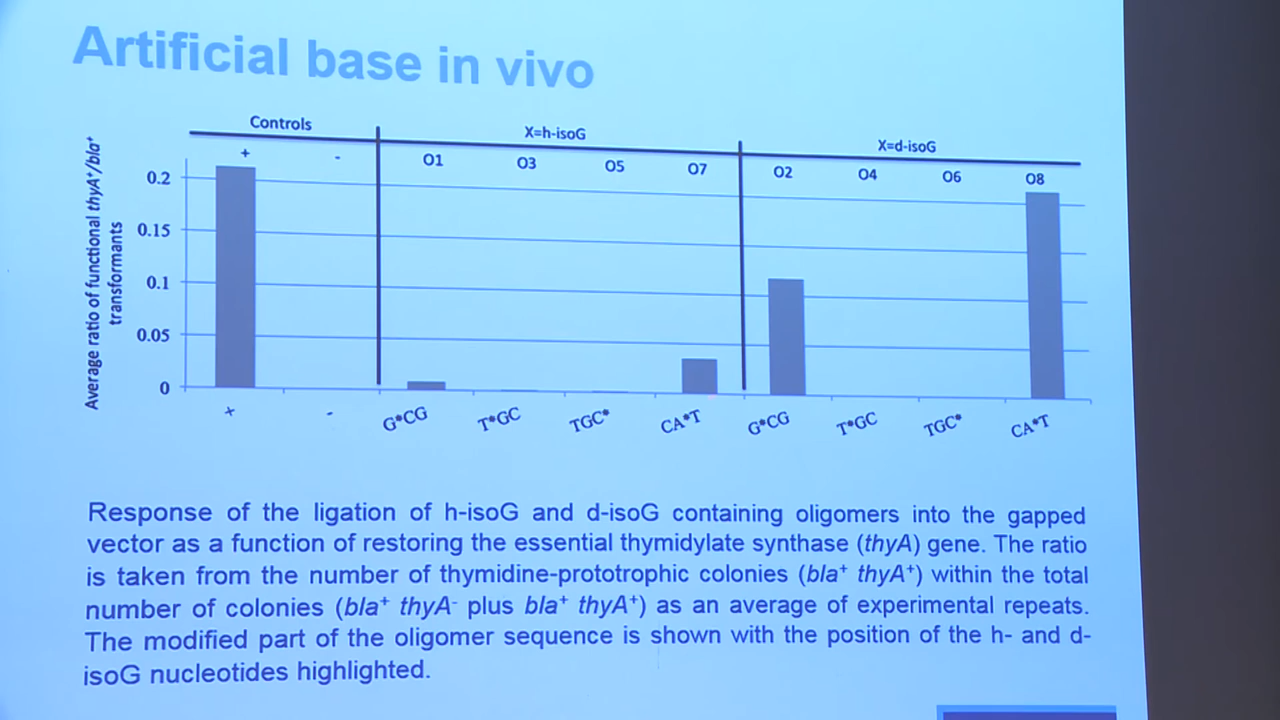 Artificial base in vivo
Controls X=h-isoG X=d-isoG
+ - O1 O3 O5 O7 O2 O4 O6 O8
Average ratio of functional thyA⁺/bla⁺
transformants
0.2
0.15
0.1
0.05
0
+ - G*CG T*GC TGC* CA*T G*CG T*GC TGC* CA*T
Response of the ligation of h-isoG and d-isoG containing oligomers into the gapped
vector as a function of restoring the essential thymidylate synthase (thyA) gene. The ratio
is taken from the number of thymidine-prototrophic colonies (bla⁺ thyA⁺) within the total
number of colonies (bla⁺ thyA⁻ plus bla⁺ thyA⁺) as an average of experimental repeats.
The modified part of the oligomer sequence is shown with the position of the h- and d-
isoG nucleotides highlighted.